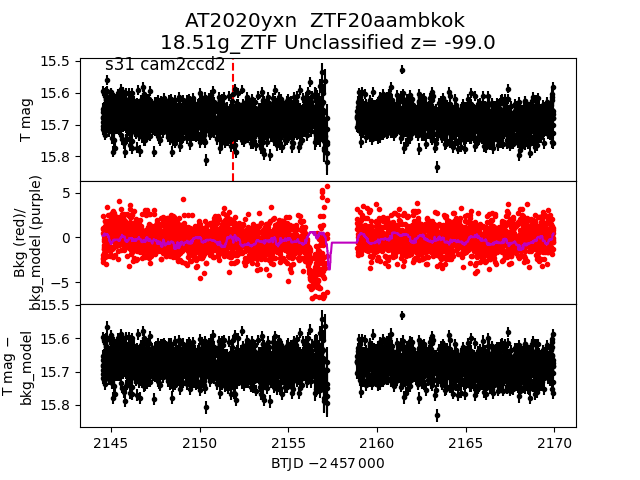 AT2020yxn  ZTF20aambkok
18.51g_ZTF Unclassified z= -99.0
s31 cam2ccd2
T mag
15.5
15.6
15.7
15.8
Bkg (red)/
bkg_model (purple)
5
0
−5
T mag −
bkg_model
15.5
15.6
15.7
15.8
2145 2150 2155 2160 2165 2170
BTJD −2 457 000